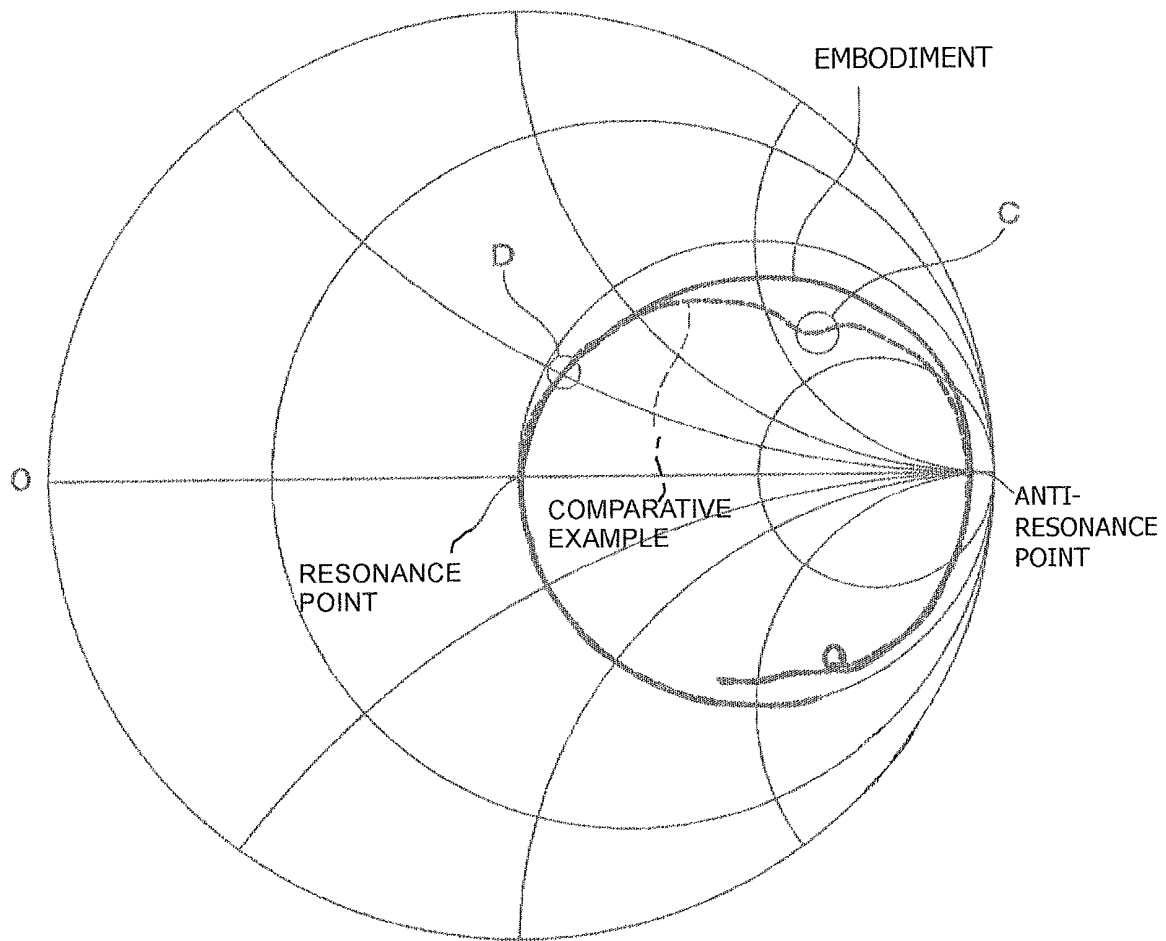 EMBODIMENT
C
D
O
COMPARATIVE
EXAMPLE
ANTI-
RESONANCE
POINT
RESONANCE
POINT